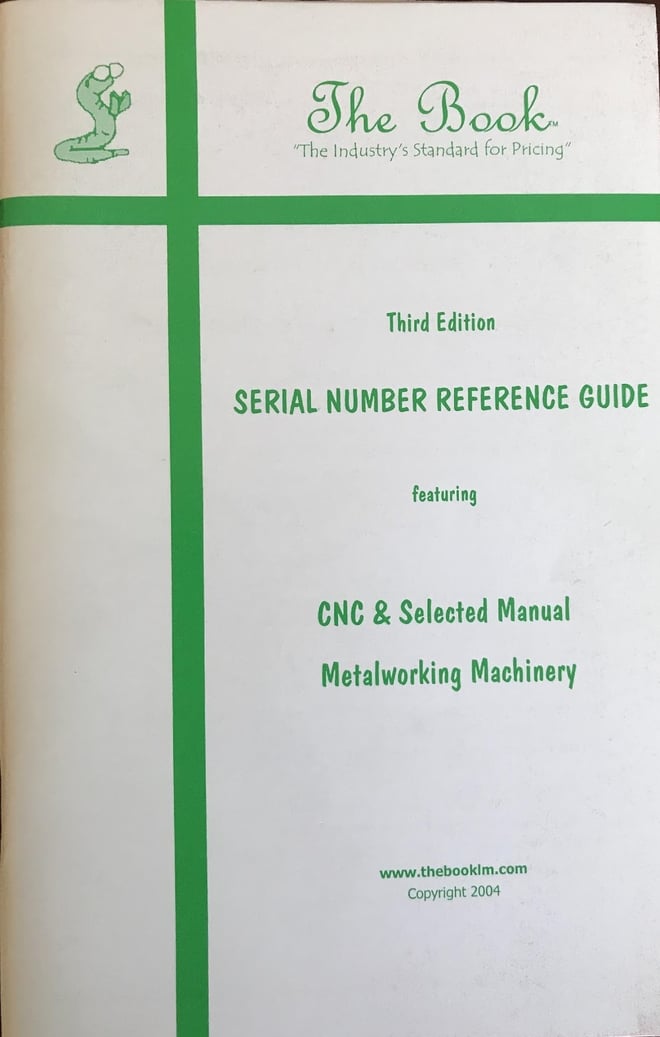 The Book™
"The Industry's Standard for Pricing"
Third Edition
SERIAL NUMBER REFERENCE GUIDE
featuring
CNC & Selected Manual
Metalworking Machinery
www.thebooklm.com
Copyright 2004